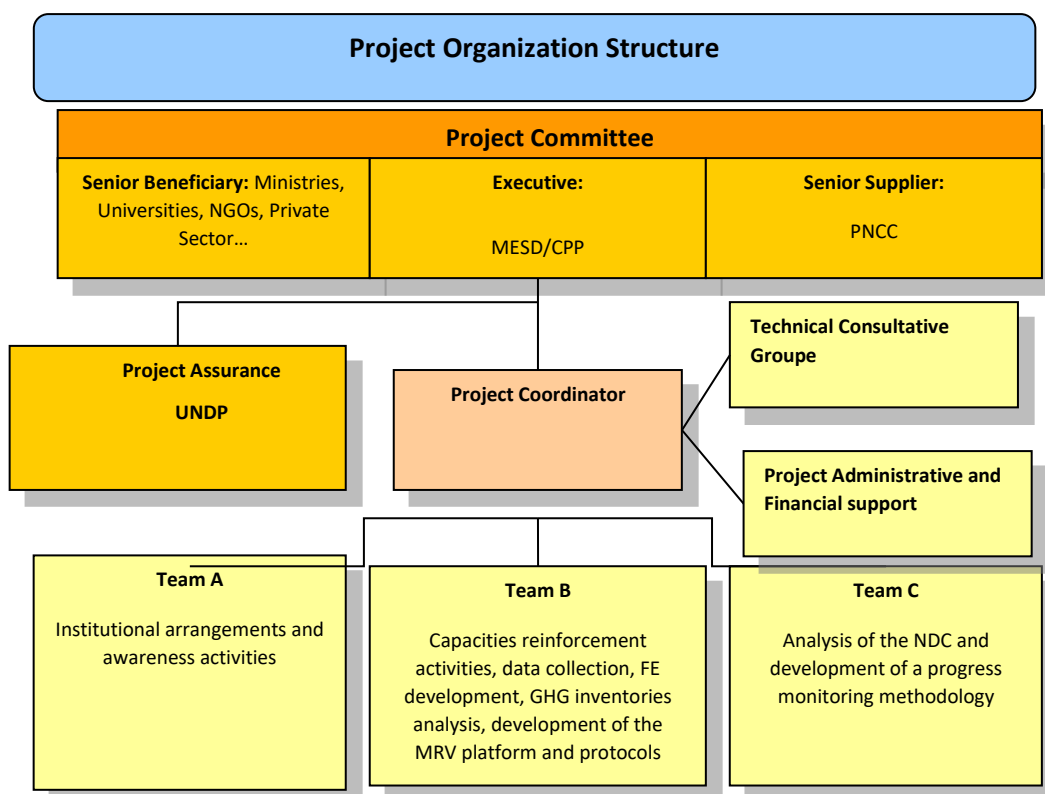 Project Organization Structure
Project Committee
Senior Beneficiary: Ministries,
Universities, NGOs, Private
Sector…
Executive:
MESD/CPP
Senior Supplier:
PNCC
Technical Consultative
Groupe
Project Assurance
UNDP
Project Coordinator
Project Administrative and
Financial support
Team A
Institutional arrangements and
awareness activities
Team B
Capacities reinforcement
activities, data collection, FE
development, GHG inventories
analysis, development of the
MRV platform and protocols
Team C
Analysis of the NDC and
development of a progress
monitoring methodology